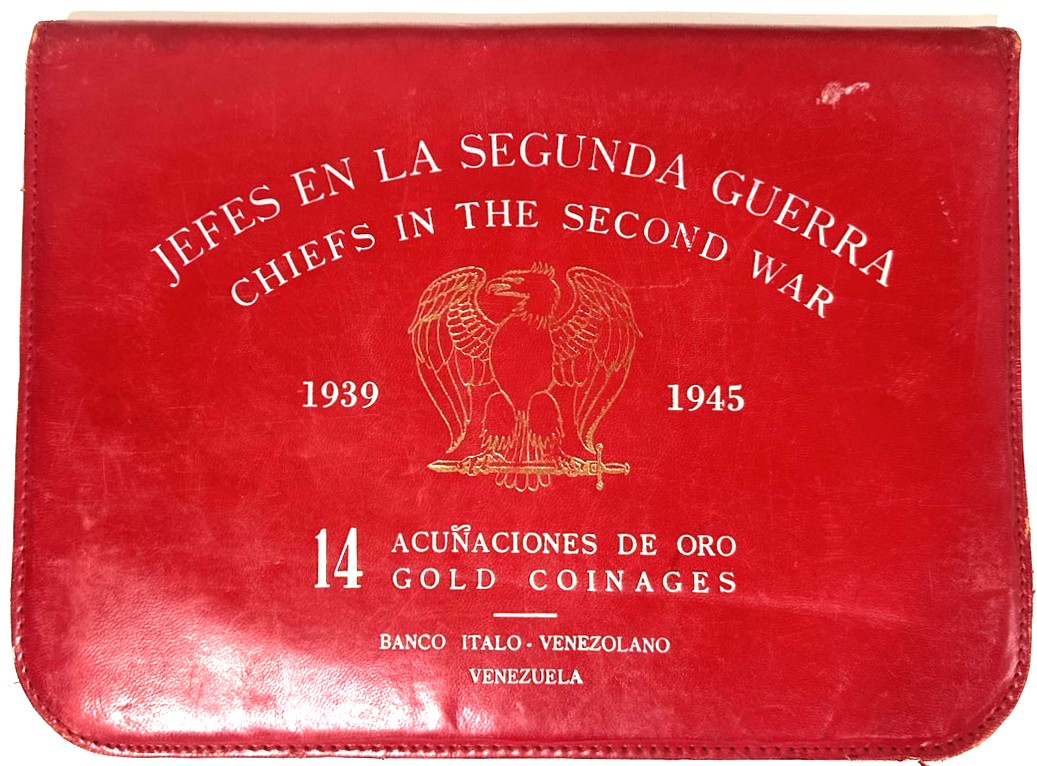 JEFES EN LA SEGUNDA GUERRA
CHIEFS IN THE SECOND WAR
1939 1945
14 ACUÑACIONES DE ORO
GOLD COINAGES
BANCO ITALO - VENEZOLANO
VENEZUELA